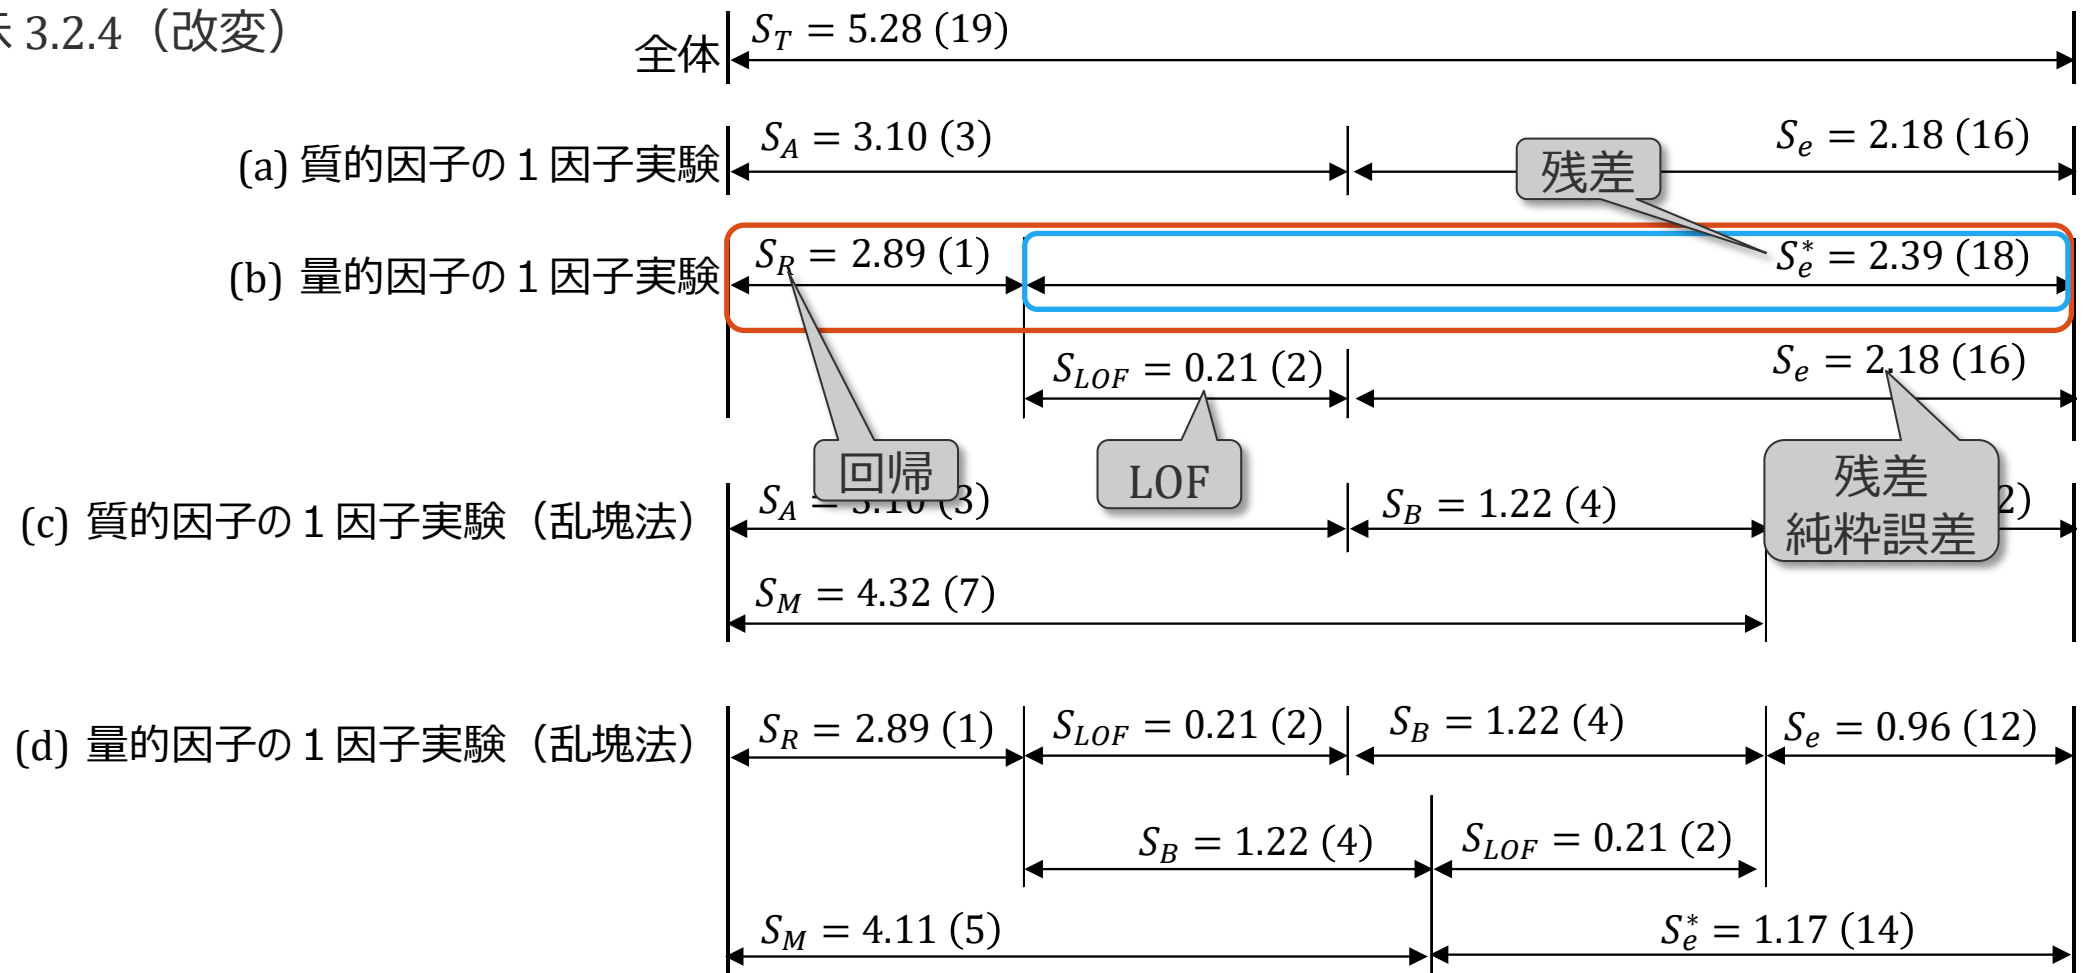 3.2.4（改変）
全体
S_T = 5.28 (19)
(a) 質的因子の１因子実験
S_A = 3.10 (3)
S_e = 2.18 (16)
残差
(b) 量的因子の１因子実験
S_R = 2.89 (1)
S_e^* = 2.39 (18)
S_{LOF} = 0.21 (2)
S_e = 2.18 (16)
回帰
LOF
残差
純粋誤差
(c) 質的因子の１因子実験（乱塊法）
S_A = 3.10 (3)
S_B = 1.22 (4)
2)
S_M = 4.32 (7)
(d) 量的因子の１因子実験（乱塊法）
S_R = 2.89 (1)
S_{LOF} = 0.21 (2)
S_B = 1.22 (4)
S_e = 0.96 (12)
S_B = 1.22 (4)
S_{LOF} = 0.21 (2)
S_M = 4.11 (5)
S_e^* = 1.17 (14)